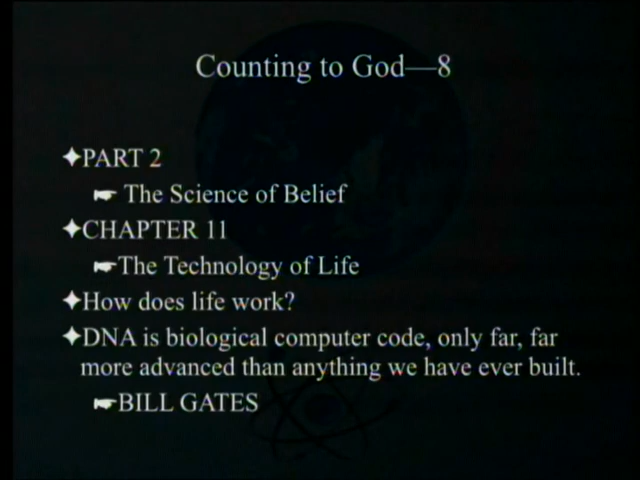 Counting to God—8
PART 2
The Science of Belief
CHAPTER 11
The Technology of Life
How does life work?
DNA is biological computer code, only far, far
more advanced than anything we have ever built.
BILL GATES